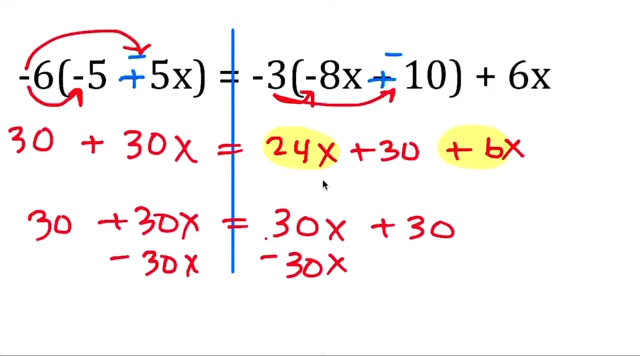 -6(-5 + -5x) = -3(-8x + -10) + 6x
30 + 30x = 24x + 30 + 6x
30 + 30x = 30x + 30
- 30x - 30x